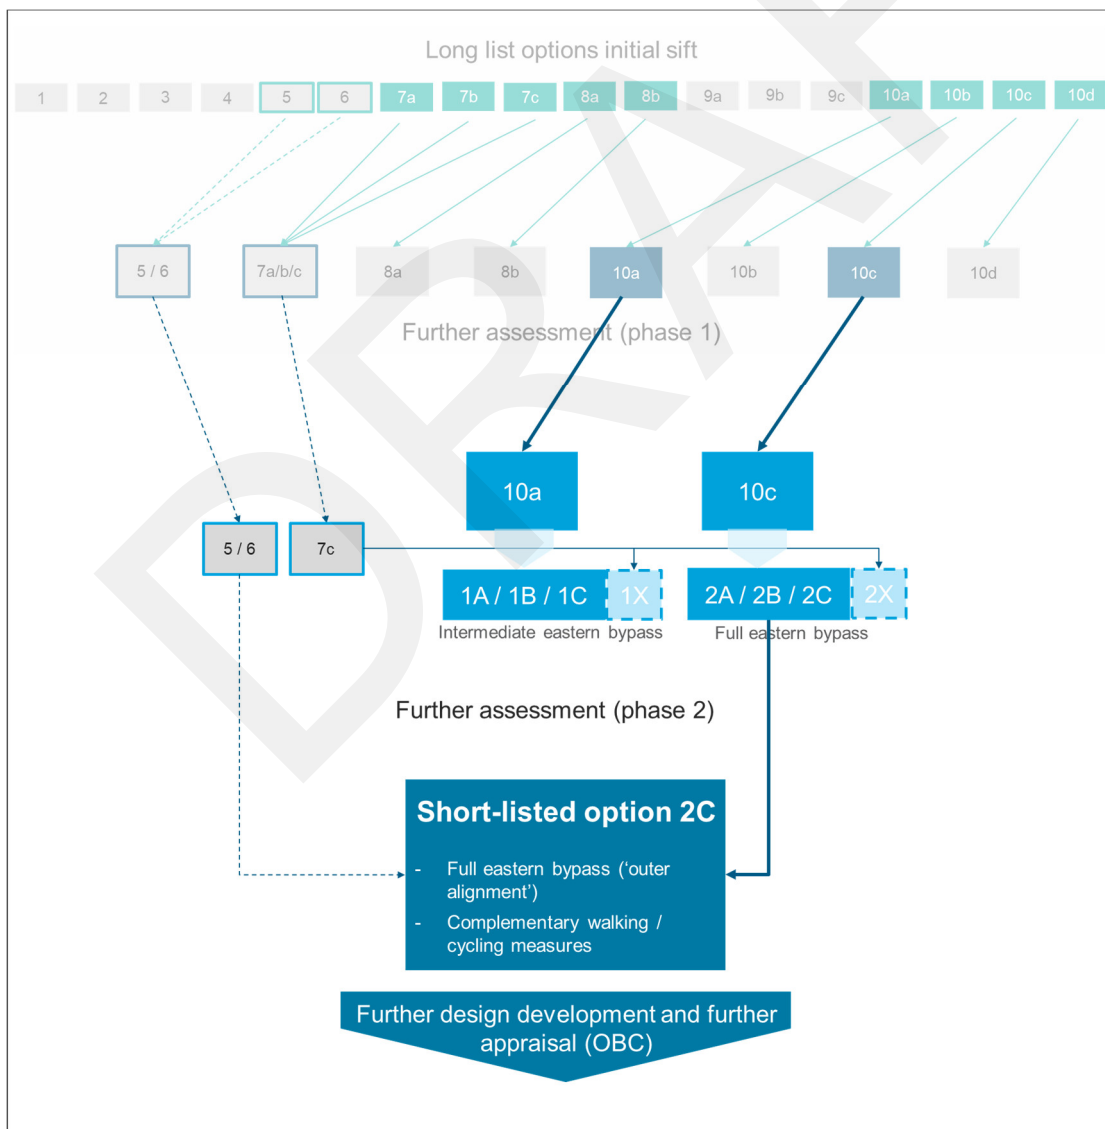 Long list options initial sift
1 2 3 4 5 6 7a 7b 7c 8a 8b 9a 9b 9c 10a 10b 10c 10d
5 / 6 7a/b/c 8a 8b 10a 10b 10c 10d
Further assessment (phase 1)
10a 10c
5 / 6 7c
1A / 1B / 1C 1X 2A / 2B / 2C 2X
Intermediate eastern bypass Full eastern bypass
Further assessment (phase 2)
Short-listed option 2C
- Full eastern bypass (‘outer
alignment’)
- Complementary walking /
cycling measures
Further design development and further
appraisal (OBC)
DRAF